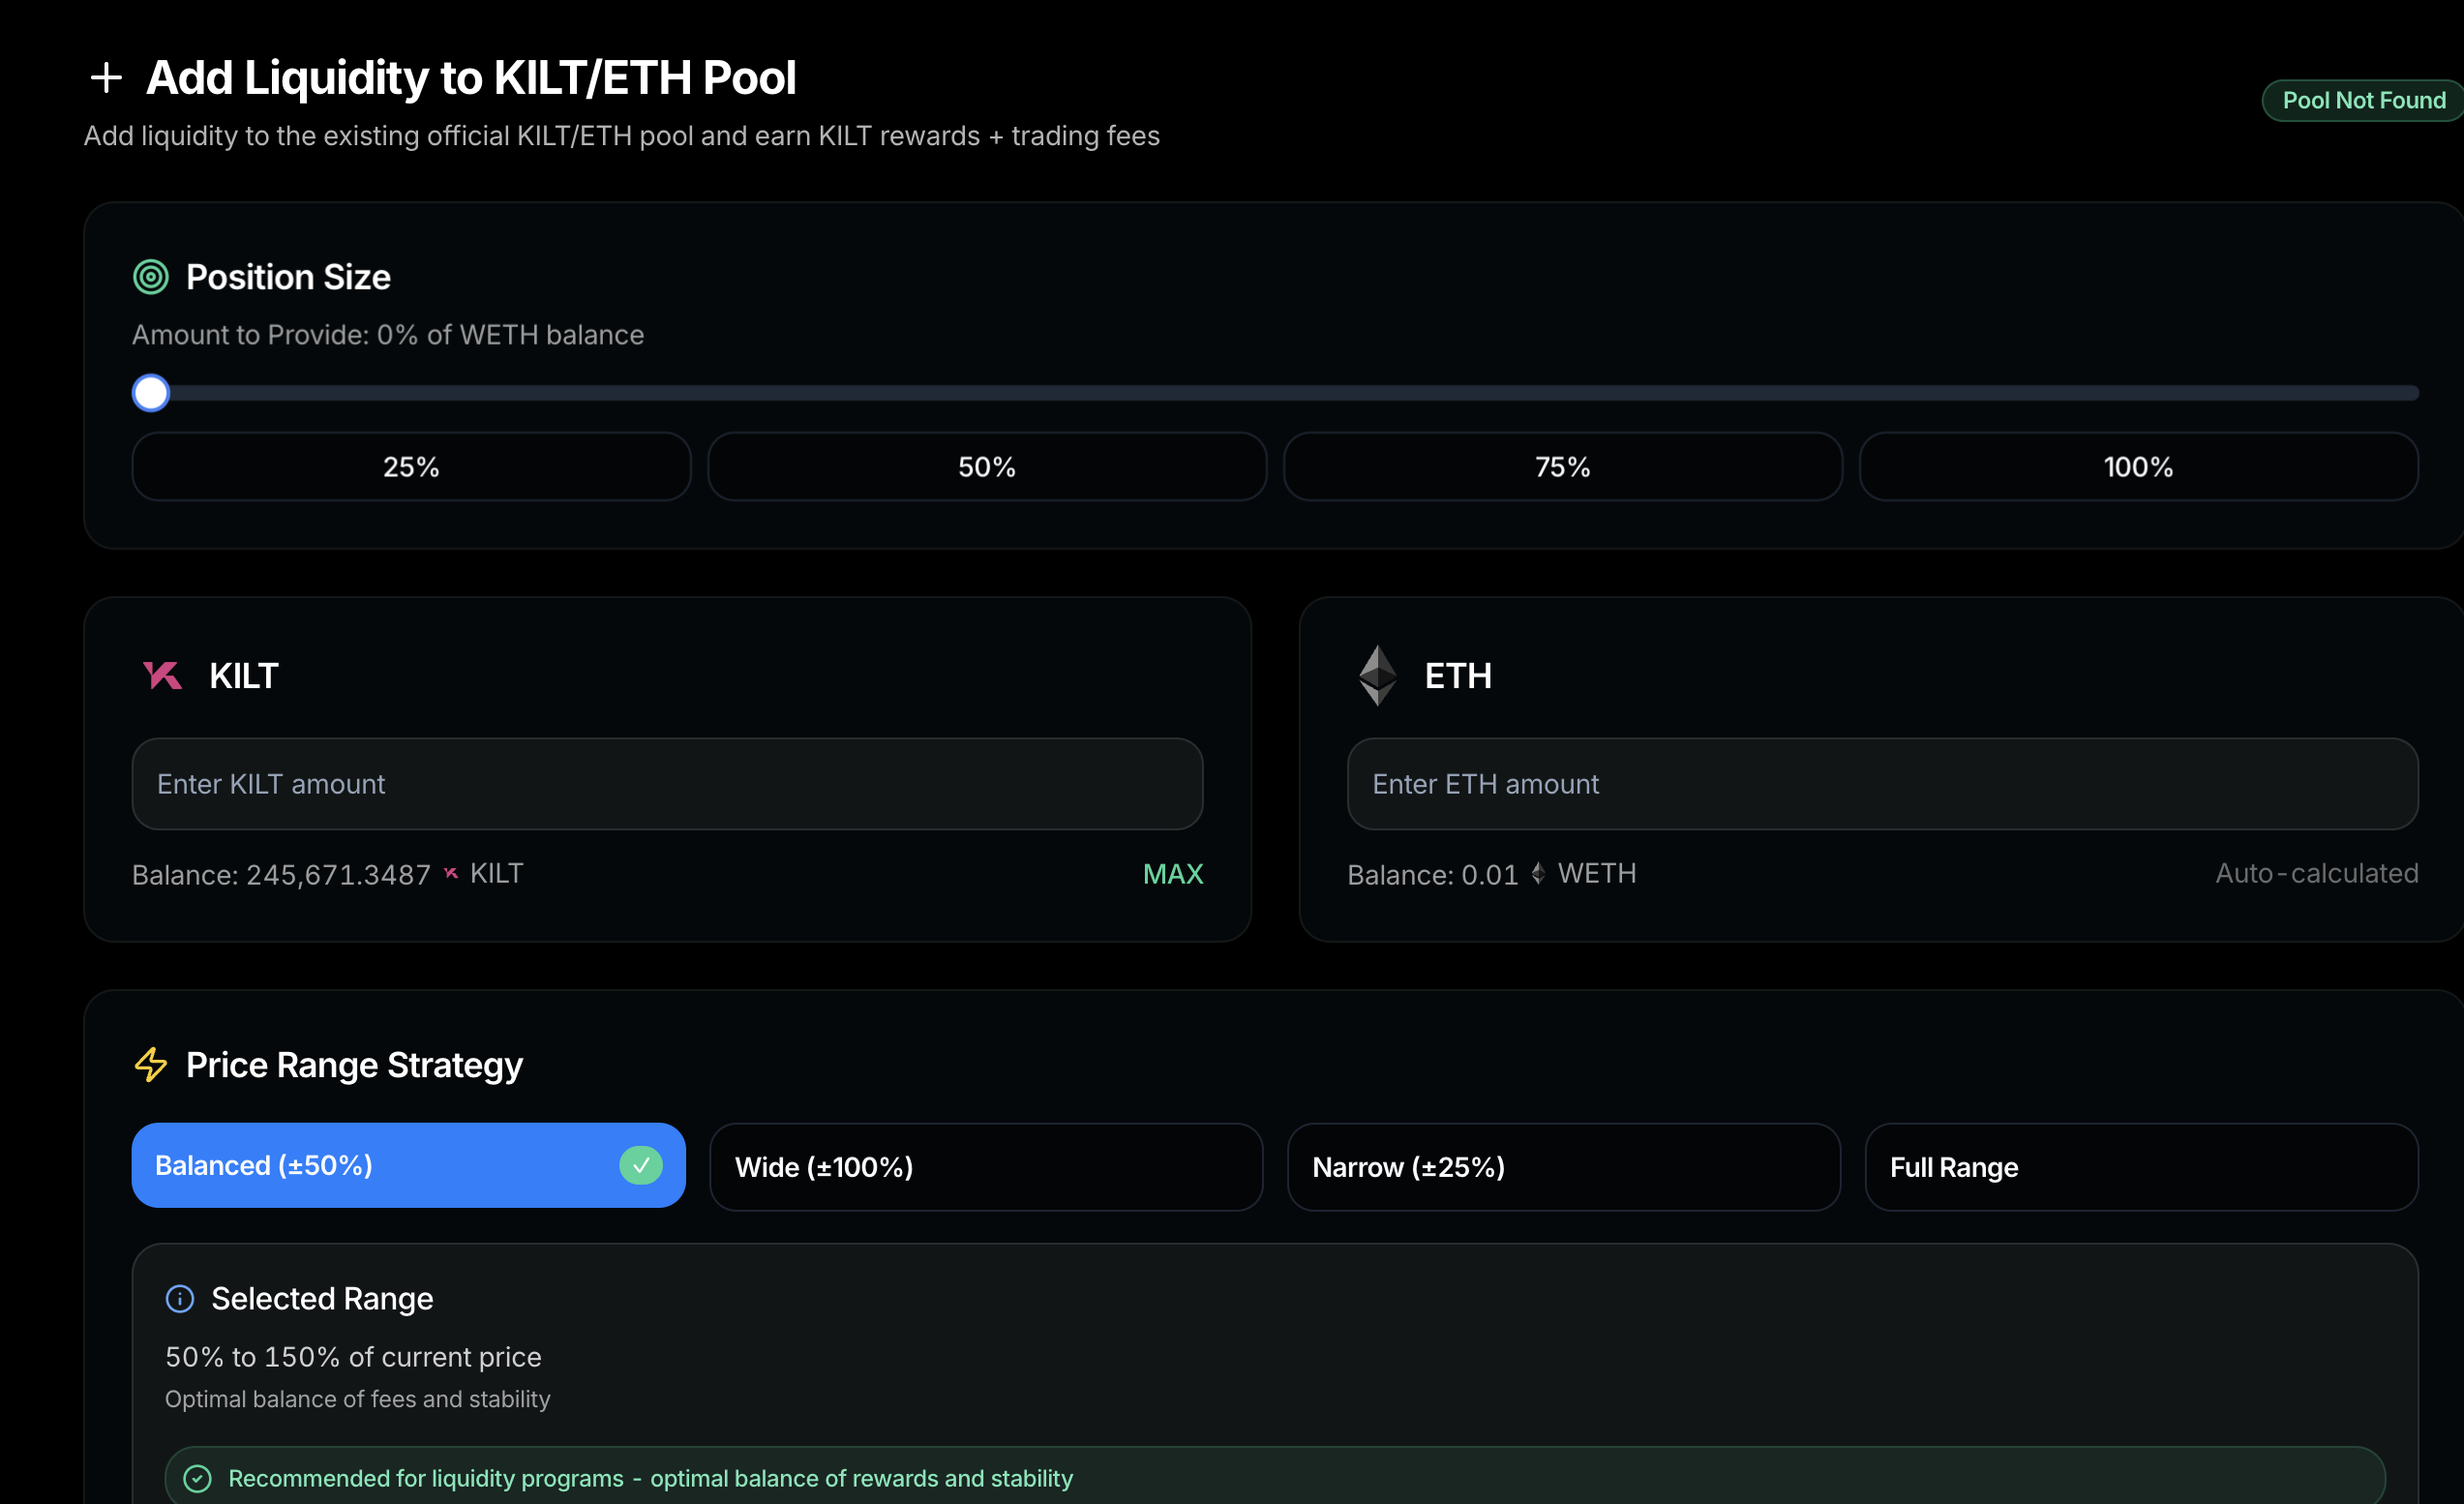 Add Liquidity to KILT/ETH Pool
Pool Not Found
Add liquidity to the existing official KILT/ETH pool and earn KILT rewards + trading fees
Position Size
Amount to Provide: 0% of WETH balance
25%
50%
75%
100%
KILT
Enter KILT amount
Balance: 245,671.3487 KILT
MAX
ETH
Enter ETH amount
Balance: 0.01 WETH
Auto-calculated
Price Range Strategy
Balanced (±50%)
Wide (±100%)
Narrow (±25%)
Full Range
Selected Range
50% to 150% of current price
Optimal balance of fees and stability
Recommended for liquidity programs - optimal balance of rewards and stability